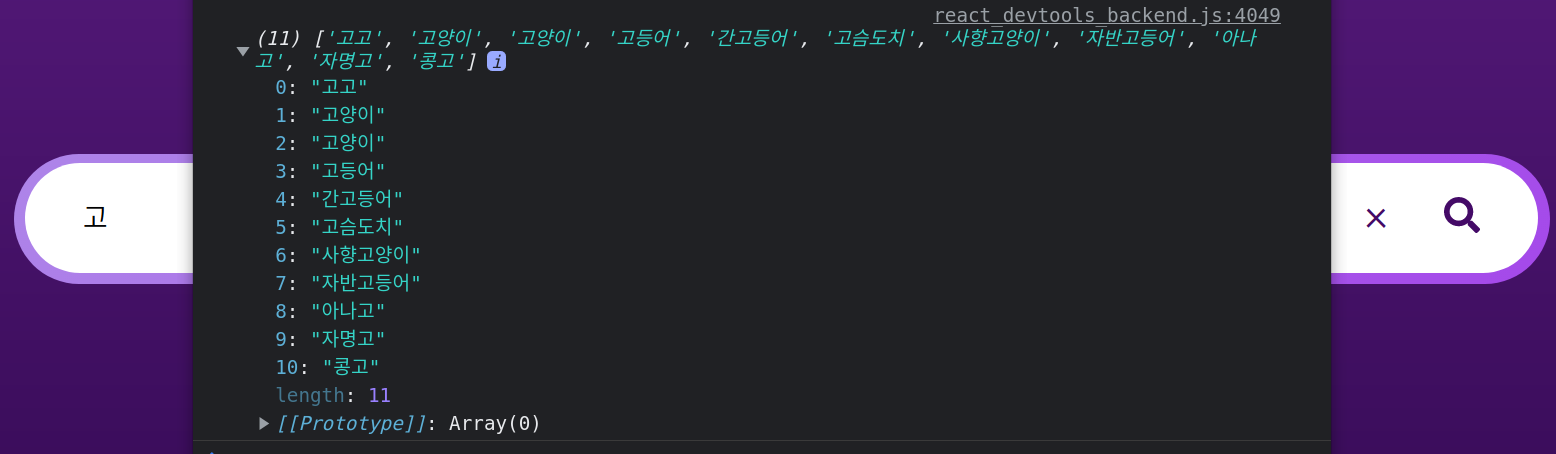 react_devtools_backend.js:4049
(11) ['고고', '고양이', '고양이', '고등어', '간고등어', '고슴도치', '사향고양이', '자반고등어', '아나
고', '자명고', '콩고'] i
0: "고고"
1: "고양이"
2: "고양이"
3: "고등어"
4: "간고등어"
5: "고슴도치"
6: "사향고양이"
7: "자반고등어"
8: "아나고"
9: "자명고"
10: "콩고"
length: 11
[[Prototype]]: Array(0)
고